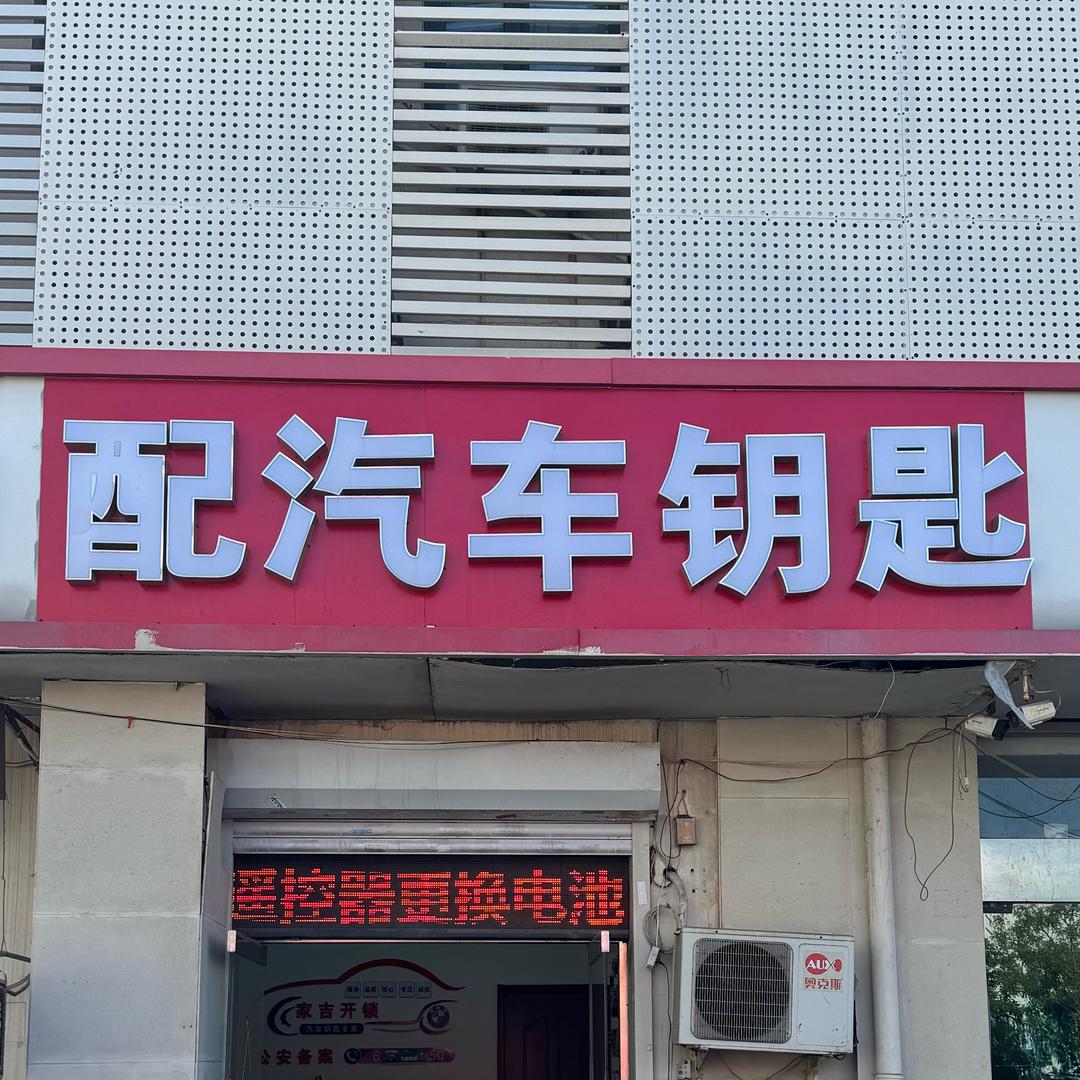 配汽车钥匙
遥控器更换电池
AUX
奥克斯
家吉开锁
汽车钥匙专家
公安备案